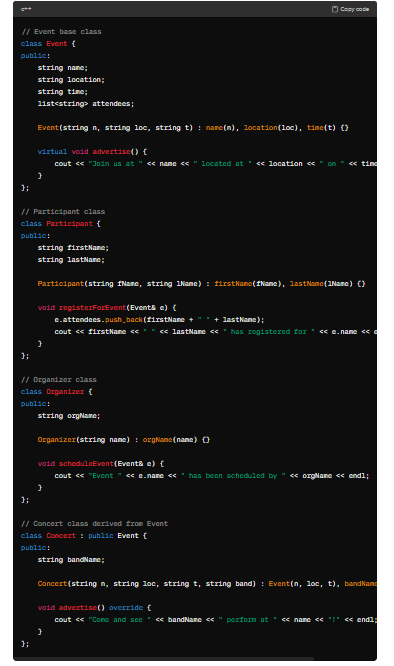 c++
Copy code
// Event base class
class Event {
public:
    string name;
    string location;
    string time;
    list<string> attendees;

    Event(string n, string loc, string t) : name(n), location(loc), time(t) {}

    virtual void advertise() {
        cout << "Join us at " << name << " located at " << location << " on " << time
    }
};

// Participant class
class Participant {
public:
    string firstName;
    string lastName;

    Participant(string fName, string lName) : firstName(fName), lastName(lName) {}

    void registerForEvent(Event& e) {
        e.attendees.push_back(firstName + " " + lastName);
        cout << firstName << " " << lastName << " has registered for " << e.name << e
    }
};

// Organizer class
class Organizer {
public:
    string orgName;

    Organizer(string name) : orgName(name) {}

    void scheduleEvent(Event& e) {
        cout << "Event " << e.name << " has been scheduled by " << orgName << endl;
    }
};

// Concert class derived from Event
class Concert : public Event {
public:
    string bandName;

    Concert(string n, string loc, string t, string band) : Event(n, loc, t), bandName
    
    void advertise() override {
        cout << "Come and see " << bandName << " perform at " << name << "!" << endl;
    }
};